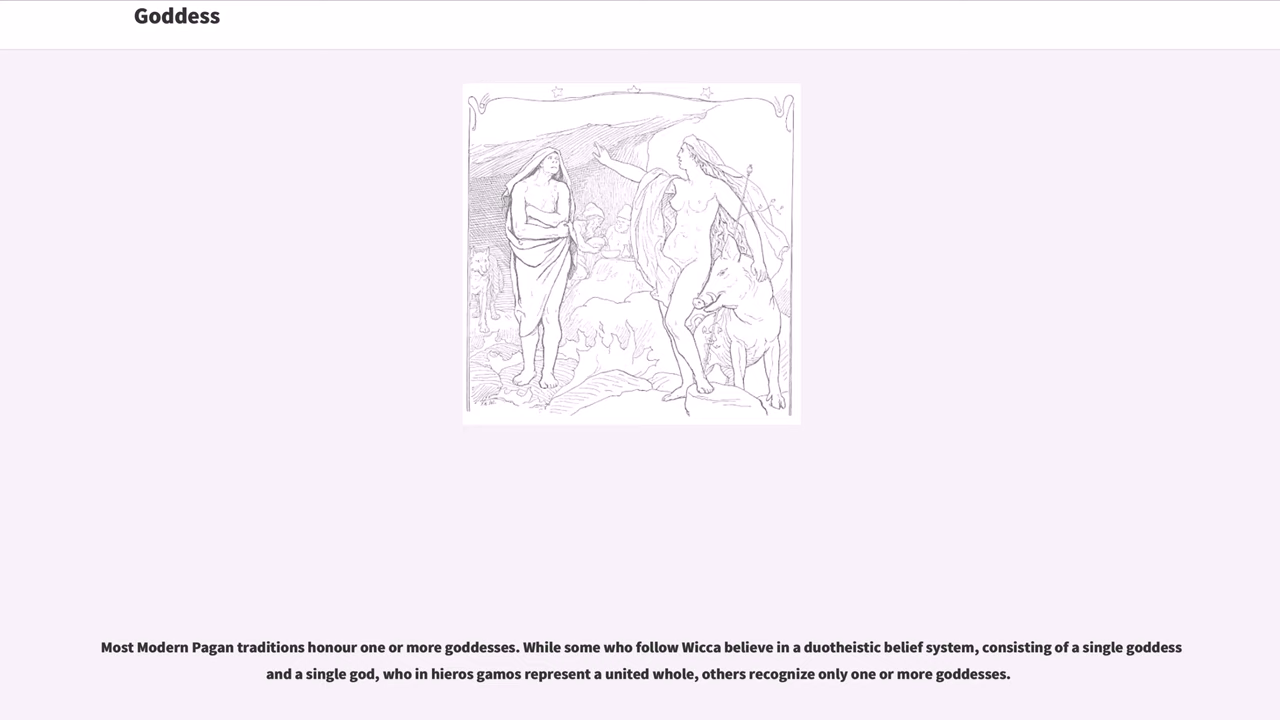 Goddess
Most Modern Pagan traditions honour one or more goddesses. While some who follow Wicca believe in a duotheistic belief system, consisting of a single goddess
and a single god, who in hieros gamos represent a united whole, others recognize only one or more goddesses.